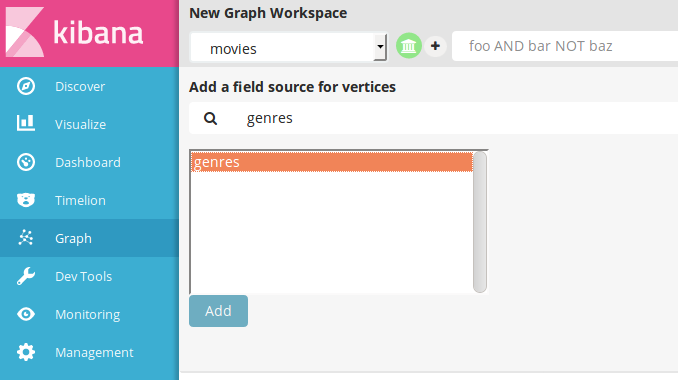 kibana
Discover
Visualize
Dashboard
Timelion
Graph
Dev Tools
Monitoring
Management
New Graph Workspace
movies
foo AND bar NOT baz
Add a field source for vertices
genres
genres
Add